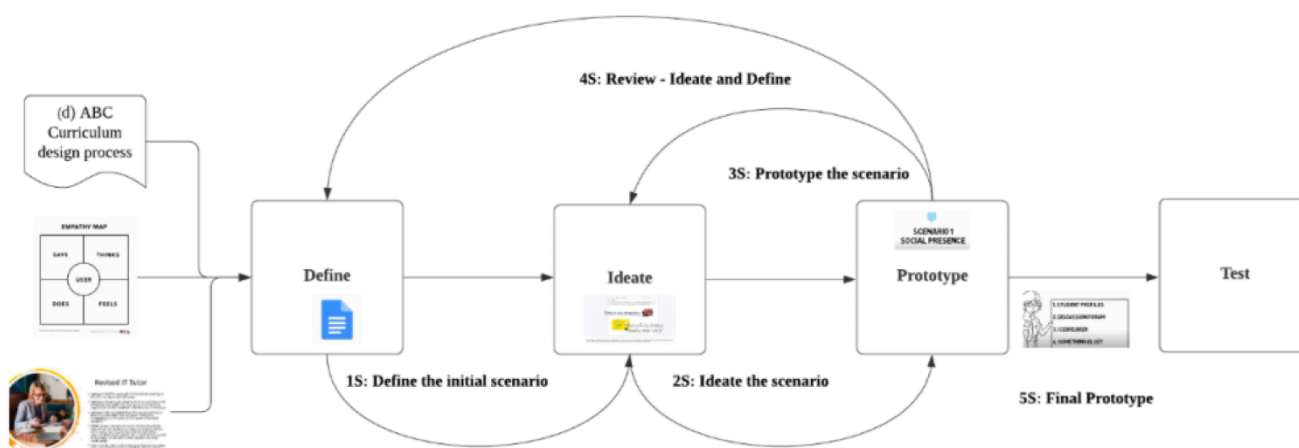 4S: Review - Ideate and Define
(d) ABC
Curriculum
design process
3S: Prototype the scenario
EMPATHY MAP
SAYS
THINKS
USER
DOES
FEELS
Define
Ideate
SCENARIO 1
SOCIAL PRESENCE
Prototype
Test
1. STUDENT PROFILES
2. DISCUSSION FORUM
3. ICEBREAKER
4. SOMETHING ELSE?
Revised IT Tutor
1S: Define the initial scenario
2S: Ideate the scenario
5S: Final Prototype